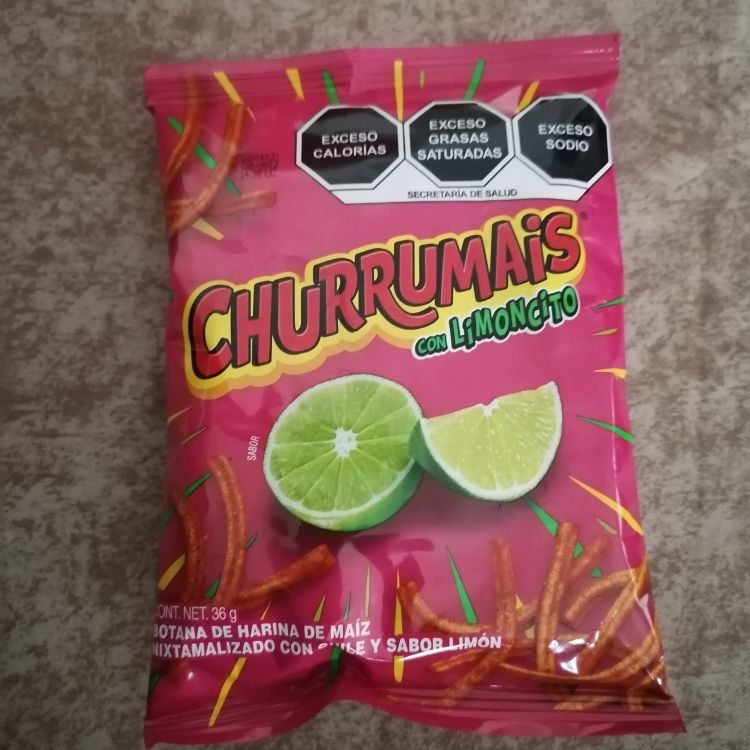 EXCESO
CALORÍAS
EXCESO
GRASAS
SATURADAS
EXCESO
SODIO
SECRETARÍA DE SALUD
CHURRUMAiS®
CON LiMONCiTO
SABOR
CONT. NET. 36 g
BOTANA DE HARINA DE MAÍZ
NIXTAMALIZADO CON CHILE Y SABOR LIMÓN